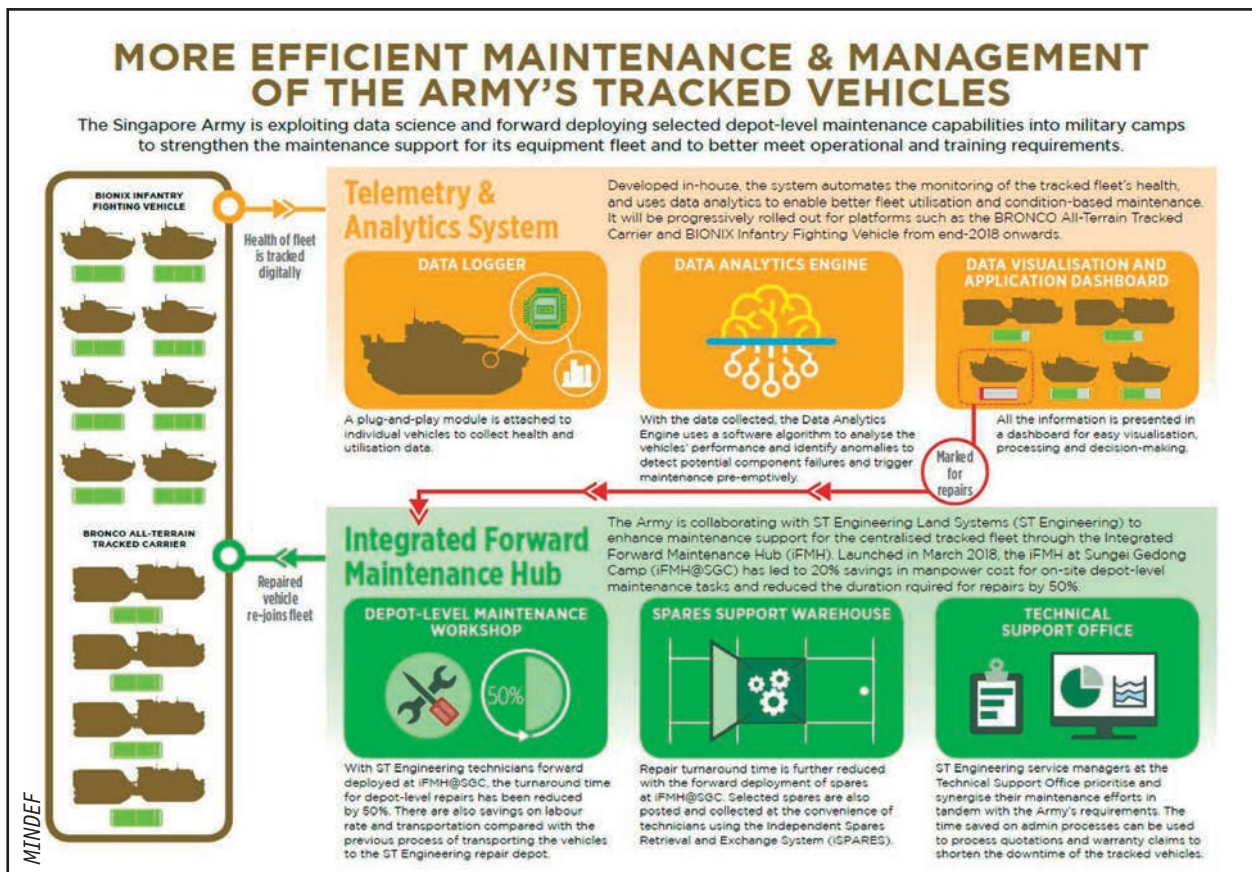 MORE EFFICIENT MAINTENANCE & MANAGEMENT
OF THE ARMY'S TRACKED VEHICLES
The Singapore Army is exploiting data science and forward deploying selected depot-level maintenance capabilities into military camps
to strengthen the maintenance support for its equipment fleet and to better meet operational and training requirements.
BIONIX INFANTRY
FIGHTING VEHICLE
Health of fleet
is tracked
digitally
Telemetry &
Analytics System
Developed in-house, the system automates the monitoring of the tracked fleet's health,
and uses data analytics to enable better fleet utilisation and condition-based maintenance.
It will be progressively rolled out for platforms such as the BRONCO All-Terrain Tracked
Carrier and BIONIX Infantry Fighting Vehicle from end-2018 onwards.
DATA LOGGER
A plug-and-play module is attached to
individual vehicles to collect health and
utilisation data.
DATA ANALYTICS ENGINE
With the data collected, the Data Analytics
Engine uses a software algorithm to analyse the
vehicles' performance and identify anomalies to
detect potential component failures and trigger
maintenance pre-emptively.
DATA VISUALISATION AND
APPLICATION DASHBOARD
All the information is presented in
a dashboard for easy visualisation,
processing and decision-making.
Marked
for
repairs
BRONCO ALL-TERRAIN
TRACKED CARRIER
Repaired
vehicle
re-joins fleet
Integrated Forward
Maintenance Hub
The Army is collaborating with ST Engineering Land Systems (ST Engineering) to
enhance maintenance support for the centralised tracked fleet through the Integrated
Forward Maintenance Hub (iFMH). Launched in March 2018, the iFMH at Sungei Gedong
Camp (iFMH@SGC) has led to 20% savings in manpower cost for on-site depot-level
maintenance tasks and reduced the duration rquired for repairs by 50%.
DEPOT-LEVEL MAINTENANCE
WORKSHOP
50%
With ST Engineering technicians forward
deployed at iFMH@SGC, the turnaround time
for depot-level repairs has been reduced
by 50%. There are also savings on labour
rate and transportation compared with the
previous process of transporting the vehicles
to the ST Engineering repair depot.
SPARES SUPPORT WAREHOUSE
Repair turnaround time is further reduced
with the forward deployment of spares
at iFMH@SGC. Selected spares are also
posted and collected at the convenience of
technicians using the Independent Spares
Retrieval and Exchange System (iSPARES).
TECHNICAL
SUPPORT OFFICE
ST Engineering service managers at the
Technical Support Office prioritise and
synergise their maintenance efforts in
tandem with the Army's requirements. The
time saved on admin processes can be used
to process quotations and warranty claims to
shorten the downtime of the tracked vehicles.
MINDEF